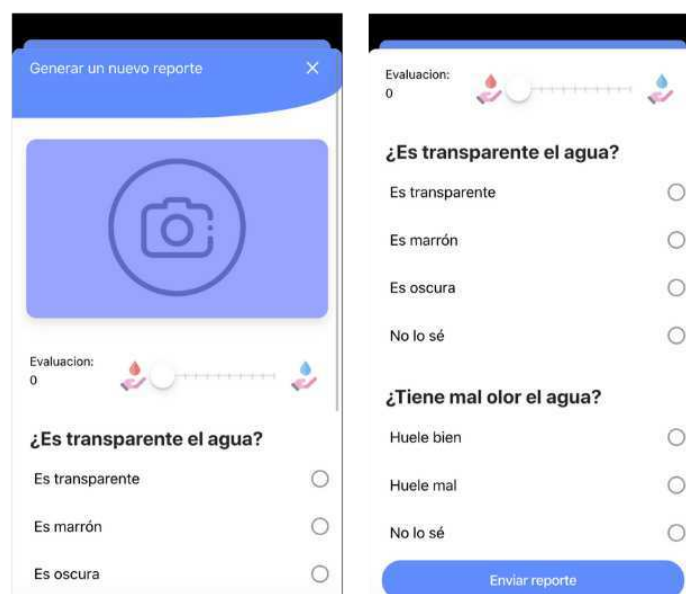 Generar un nuevo reporte
Evaluacion:
0
¿Es transparente el agua?
Es transparente
Es marrón
Es oscura
Evaluacion:
0
¿Es transparente el agua?
Es transparente
Es marrón
Es oscura
No lo sé
¿Tiene mal olor el agua?
Huele bien
Huele mal
No lo sé
Enviar reporte